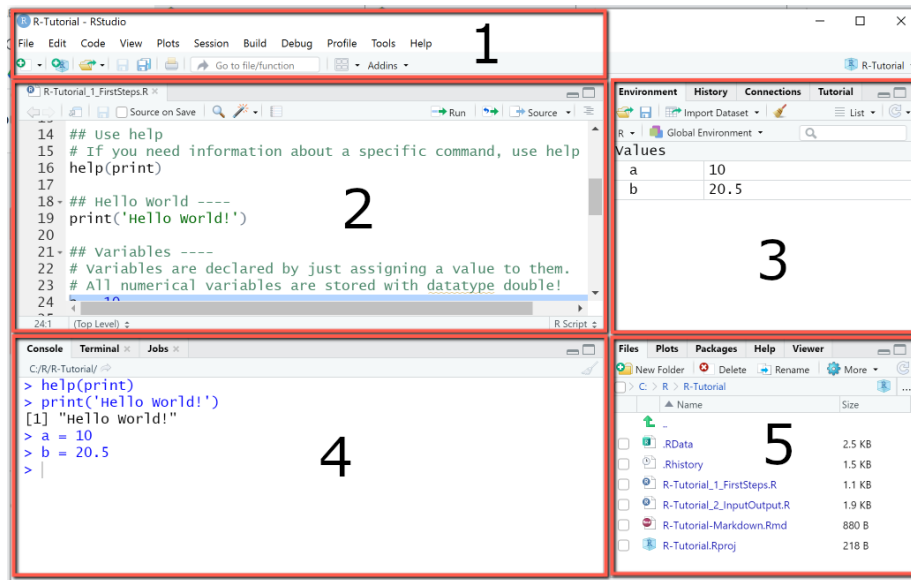 R-Tutorial - RStudio
File Edit Code View Plots Session Build Debug Profile Tools Help
1
Go to file/function Addins
R-Tutorial
R-Tutorial_1_FirstSteps.R
Source on Save Run Source
14 ## Use help
15 # If you need information about a specific command, use help
16 help(print)
17
18 ## Hello World ----
19 print('Hello World!')
20
21 ## Variables ----
22 # Variables are declared by just assigning a value to them.
23 # All numerical variables are stored with datatype double!
24
2
24:1 (Top Level) R Script
Environment History Connections Tutorial
Import Dataset List
R Global Environment
Values
a 10
b 20.5
3
Console Terminal Jobs
C:/R/R-Tutorial/
> help(print)
> print('Hello World!')
[1] "Hello World!"
> a = 10
> b = 20.5
>
4
Files Plots Packages Help Viewer
New Folder Delete Rename More
C: > R > R-Tutorial ...
Name Size
..
.RData 2.5 KB
.Rhistory 1.5 KB
R-Tutorial_1_FirstSteps.R 1.1 KB
R-Tutorial_2_InputOutput.R 1.9 KB
R-Tutorial-Markdown.Rmd 880 B
R-Tutorial.Rproj 218 B
5